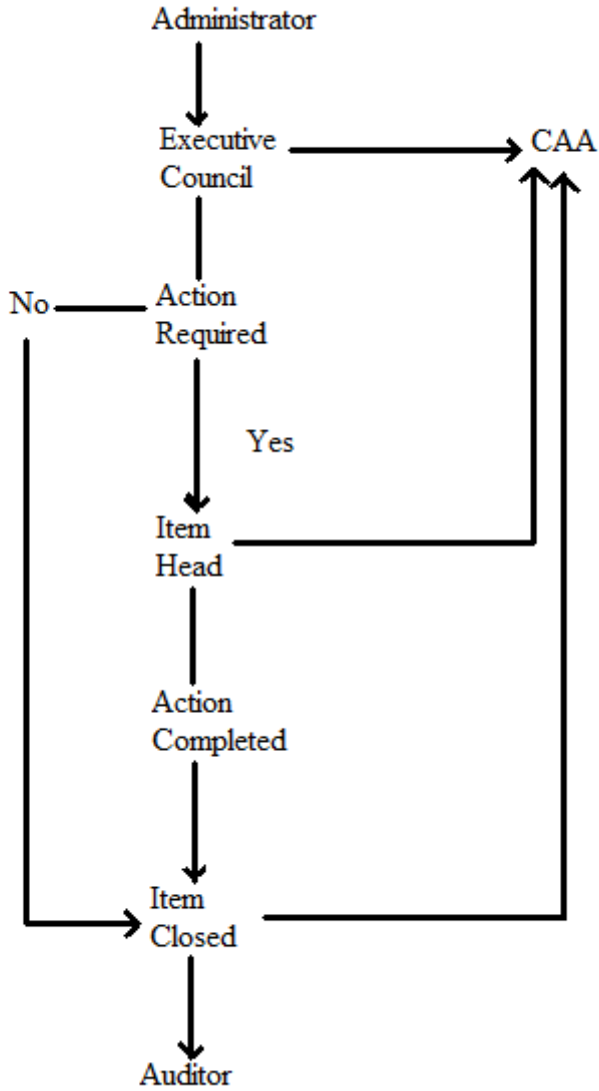 Administrator
Executive
Council
CAA
No
Action
Required
Yes
Item
Head
Action
Completed
Item
Closed
Auditor